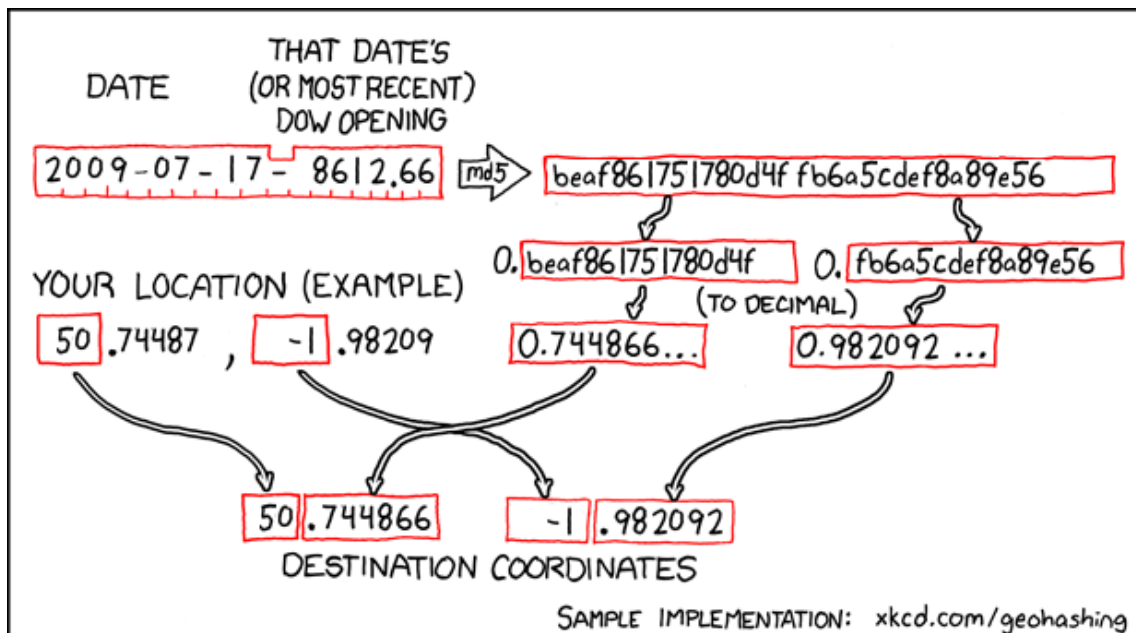 DATE
THAT DATE'S
(OR MOST RECENT)
DOW OPENING
2009-07-17- 8612.66
md5
beaf861751780d4f fb6a5cdef8a89e56
0. beaf861751780d4f
0. fb6a5cdef8a89e56
(TO DECIMAL)
YOUR LOCATION (EXAMPLE)
50.74487, -1.98209
0.744866...
0.982092 ...
50.744866
-1.982092
DESTINATION COORDINATES
SAMPLE IMPLEMENTATION: xkcd.com/geohashing